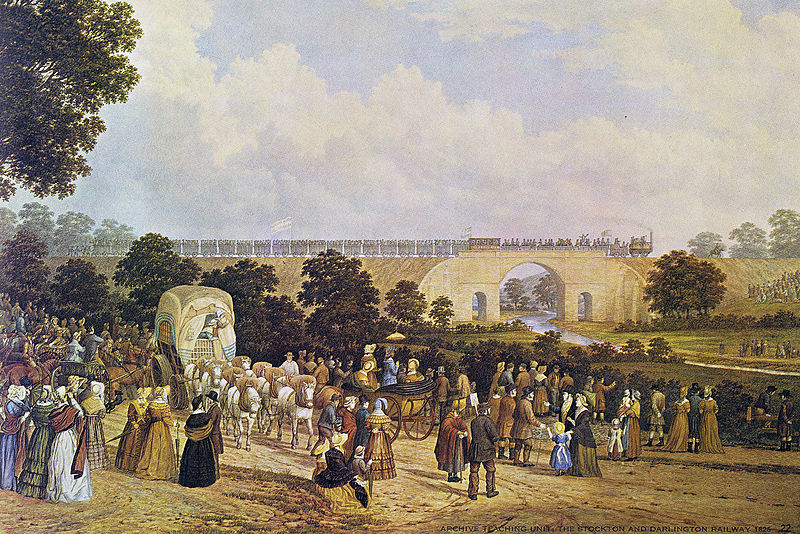 ARCHIVE TEACHING UNIT: THE STOCKTON AND DARLINGTON RAILWAY 1825 22